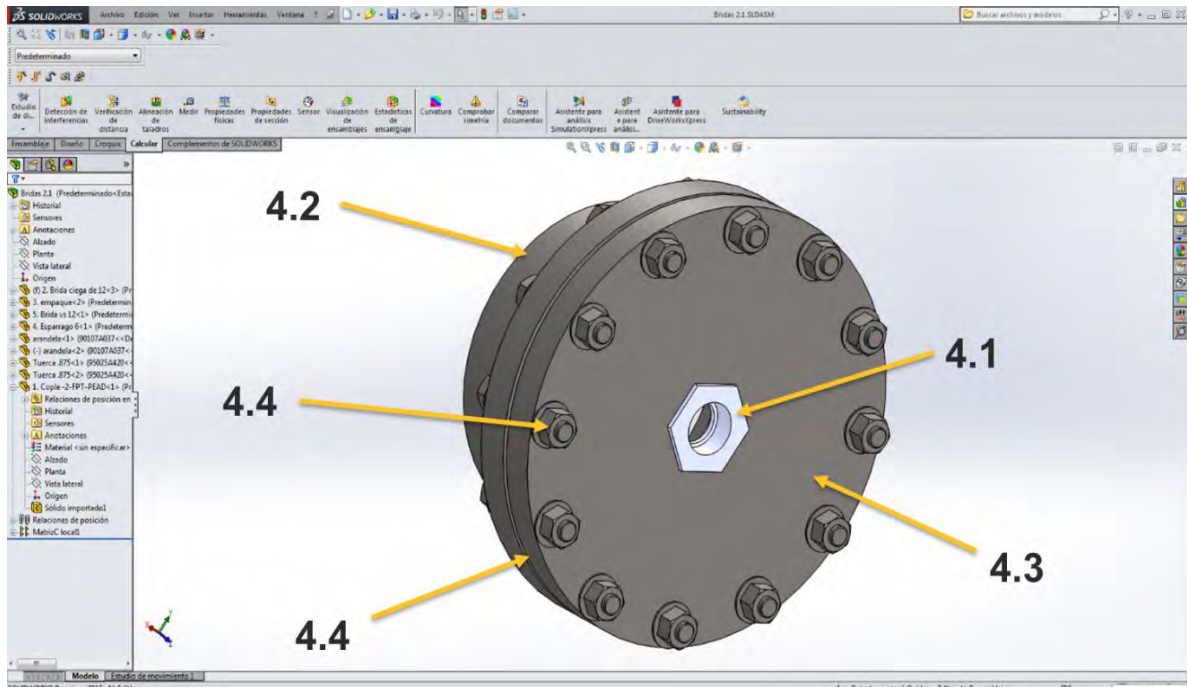 SOLIDWORKS Archivo Edición Ver Insertar Herramientas Ventana ? Bridas 2.1.SLDASM Buscar archivos y modelos
Predeterminado
Estudio de di... Detección de interferencias Verificación de distancia Alineación de taladros Medir Propiedades físicas Propiedades de sección Sensor Visualización de ensamblajes Estadísticas de ensamblaje Curvatura Comprobar simetría Comparar documentos Asistente para análisis SimulationXpress Asistent e para análisi... Asistente para DriveWorksXpress Sustainability
Ensamblaje Diseño Croquis Calcular Complementos de SOLIDWORKS
Bridas 2.1 (Predeterminado<Esta
Historial
Sensores
Anotaciones
Alzado
Planta
Vista lateral
Origen
(f) 2. Brida ciega de 12<3> (Pr
3. empaque<2> (Predetermin
5. Brida vs 12<1> (Predetermi
4. Esparrago 6<1> (Predeterm
arandela<1> (90107A037<<De
(-) arandela<2> (90107A037<
Tuerca .875<1> (95025A420<
Tuerca .875<2> (95025A420<
1. Cople -2-FPT-PEAD<1> (Pr
Relaciones de posición en
Historial
Sensores
Anotaciones
Material <sin especificar>
Alzado
Planta
Vista lateral
Origen
Sólido importado1
Relaciones de posición
MatrizC local1
4.2
4.1
4.4
4.3
4.4
Modelo Estudio de movimiento 1